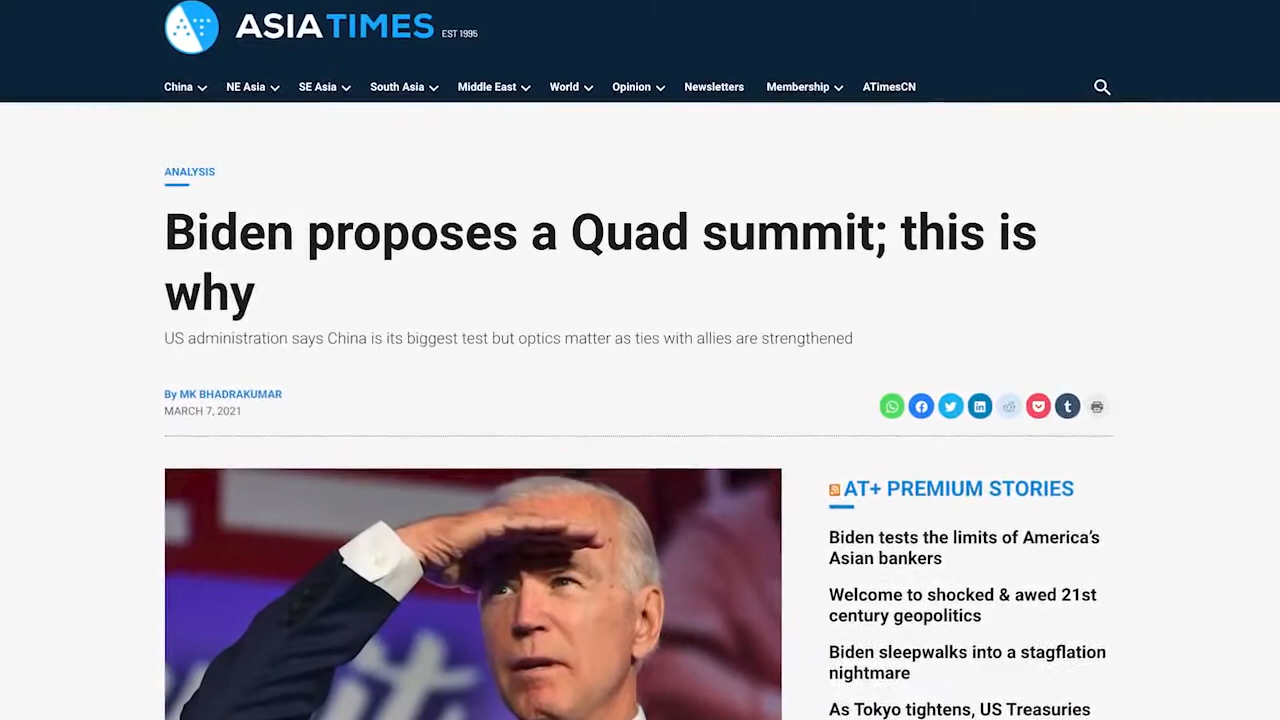 ASIA TIMES EST 1995
China NE Asia SE Asia South Asia Middle East World Opinion Newsletters Membership ATimesCN
ANALYSIS
Biden proposes a Quad summit; this is
why
US administration says China is its biggest test but optics matter as ties with allies are strengthened
By MK BHADRAKUMAR
MARCH 7, 2021
AT+ PREMIUM STORIES
Biden tests the limits of America's
Asian bankers
Welcome to shocked & awed 21st
century geopolitics
Biden sleepwalks into a stagflation
nightmare
As Tokyo tightens, US Treasuries